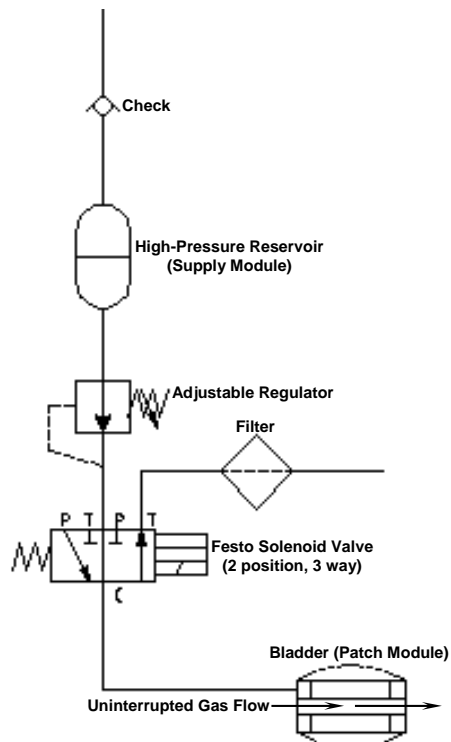 Check
High-Pressure Reservoir
(Supply Module)
Adjustable Regulator
Filter
P T P T
Festo Solenoid Valve
(2 position, 3 way)
C
Bladder (Patch Module)
Uninterrupted Gas Flow